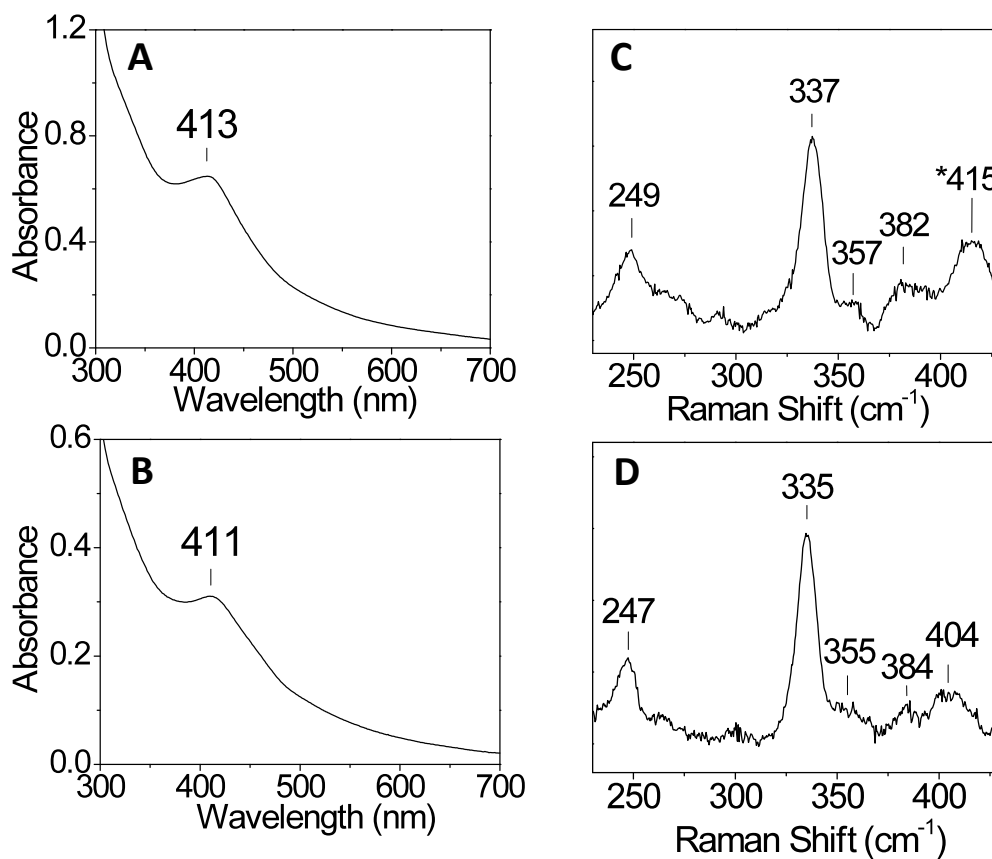 A
1.2
0.8
0.4
0.0
413
Absorbance
300 400 500 600 700
Wavelength (nm)
C
337
249
357
382
*415
250 300 350 400
Raman Shift (cm-1)
B
0.6
0.4
0.2
0.0
411
Absorbance
300 400 500 600 700
Wavelength (nm)
D
335
247
355
384
404
250 300 350 400
Raman Shift (cm-1)